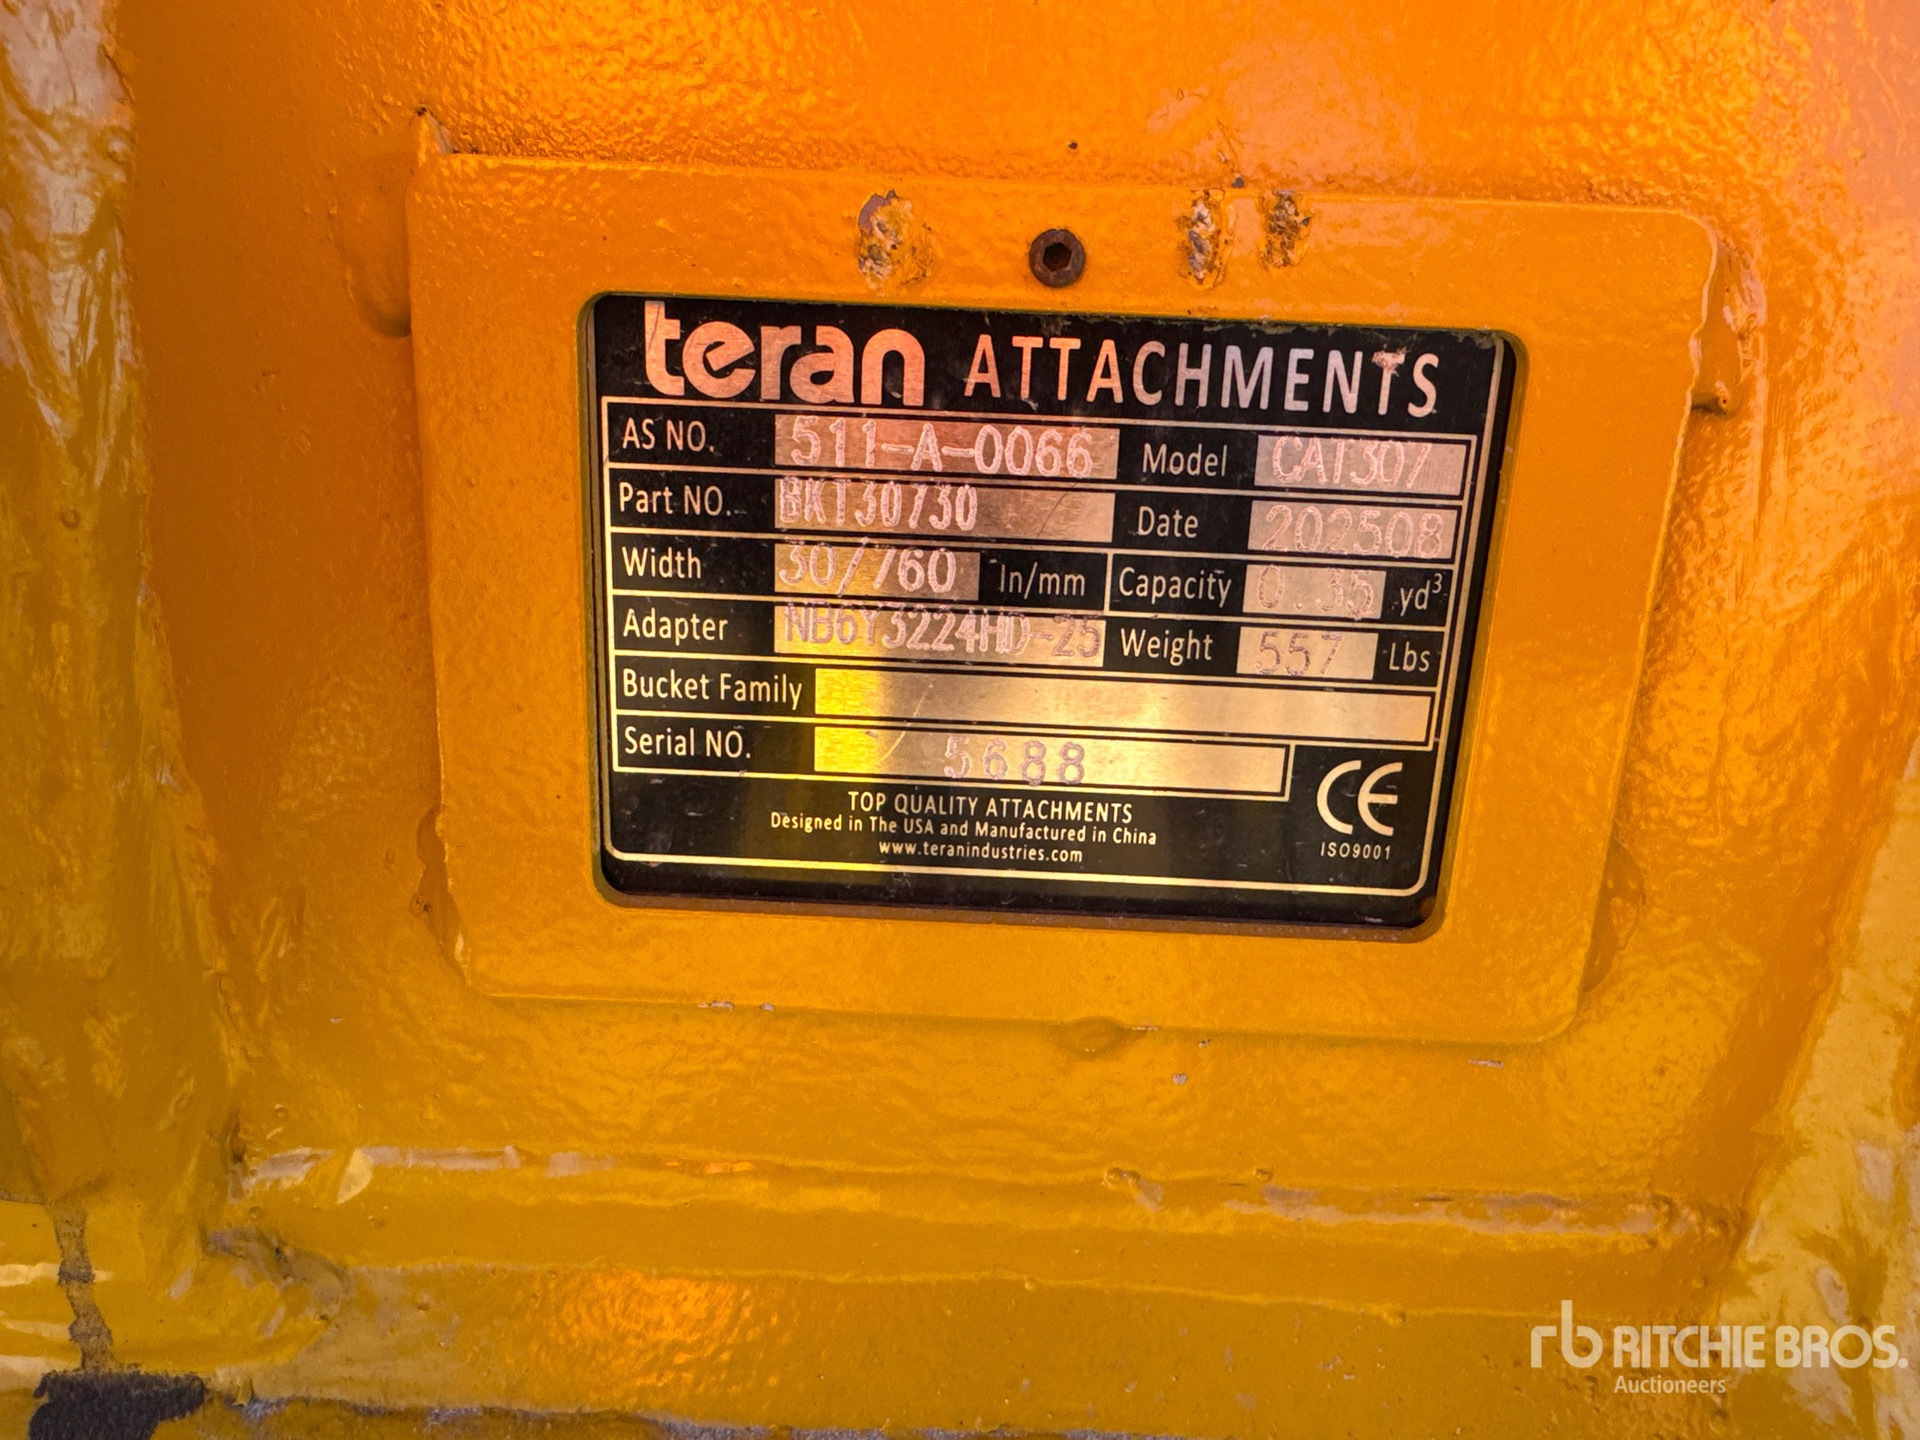 teran ATTACHMENTS
AS NO. 511-A-0066 Model CAT307
Part NO. BKT30730 Date 202508
Width 30/760 In/mm Capacity 0.35 yd³
Adapter NB6Y3224HD-25 Weight 557 Lbs
Bucket Family
Serial NO. 5688
CE
ISO9001
TOP QUALITY ATTACHMENTS
Designed in The USA and Manufactured in China
www.teranindustries.com
rb RITCHIE BROS.
Auctioneers